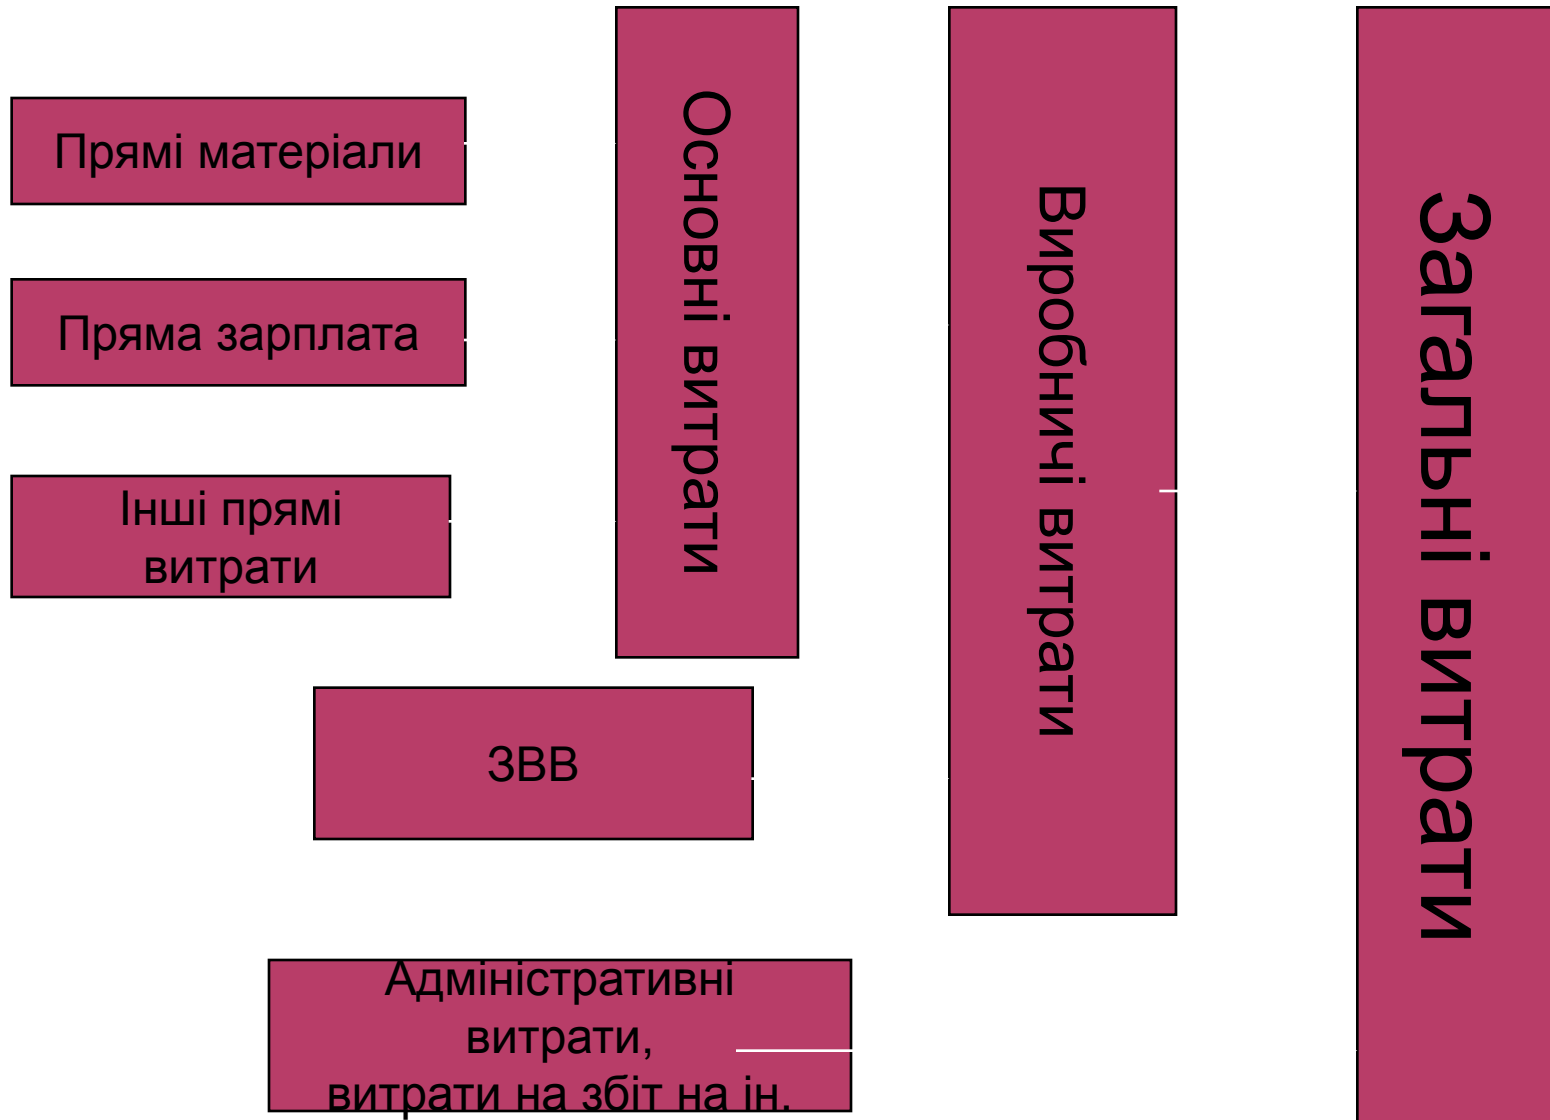 Прямі матеріали
Пряма зарплата
Інші прямі
витрати
Основні витрати
ЗВВ
Виробничі витрати
Адміністративні
витрати,
витрати на збіт на ін.
Загальні витрати